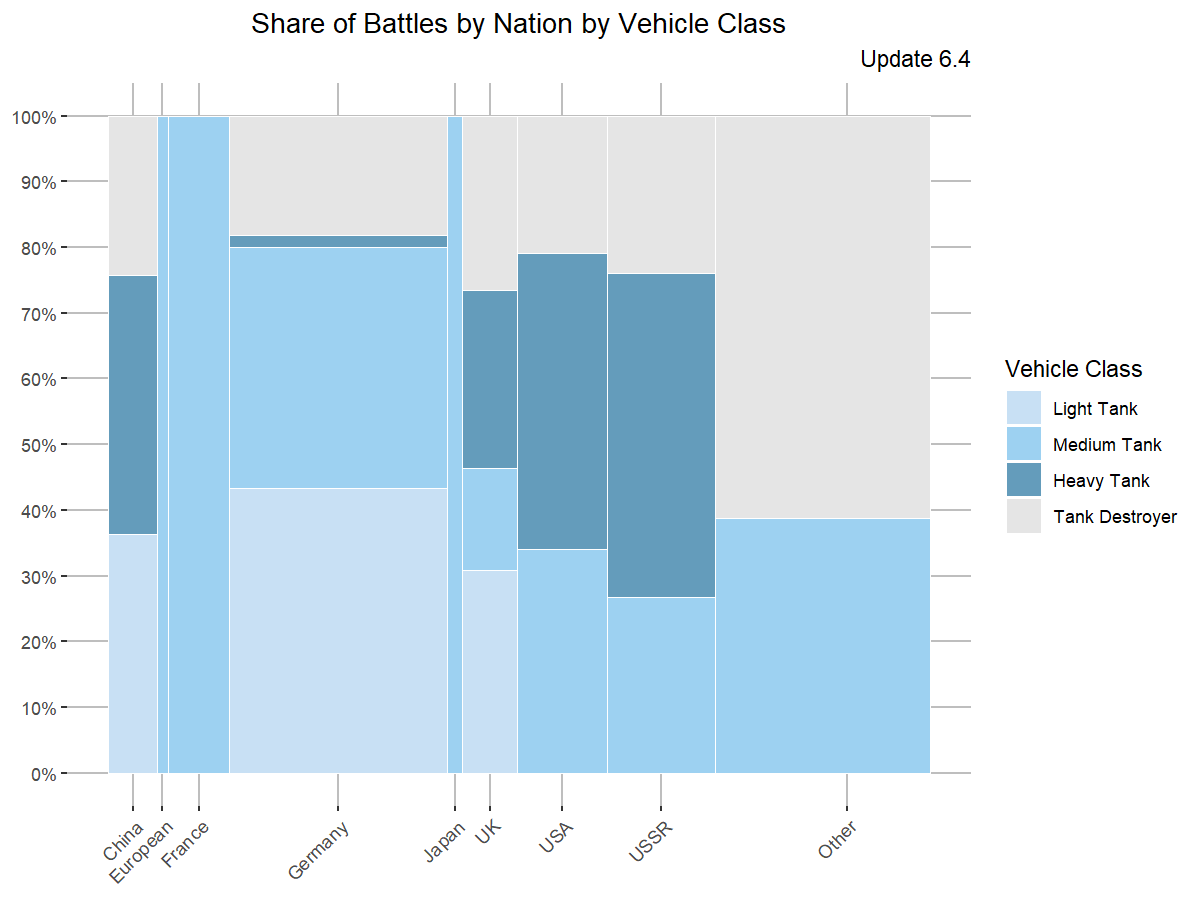 Share of Battles by Nation by Vehicle Class
Update 6.4
100%
90%
80%
70%
60%
50%
40%
30%
20%
10%
0%
China
European
France
Germany
Japan
UK
USA
USSR
Other
Vehicle Class
Light Tank
Medium Tank
Heavy Tank
Tank Destroyer